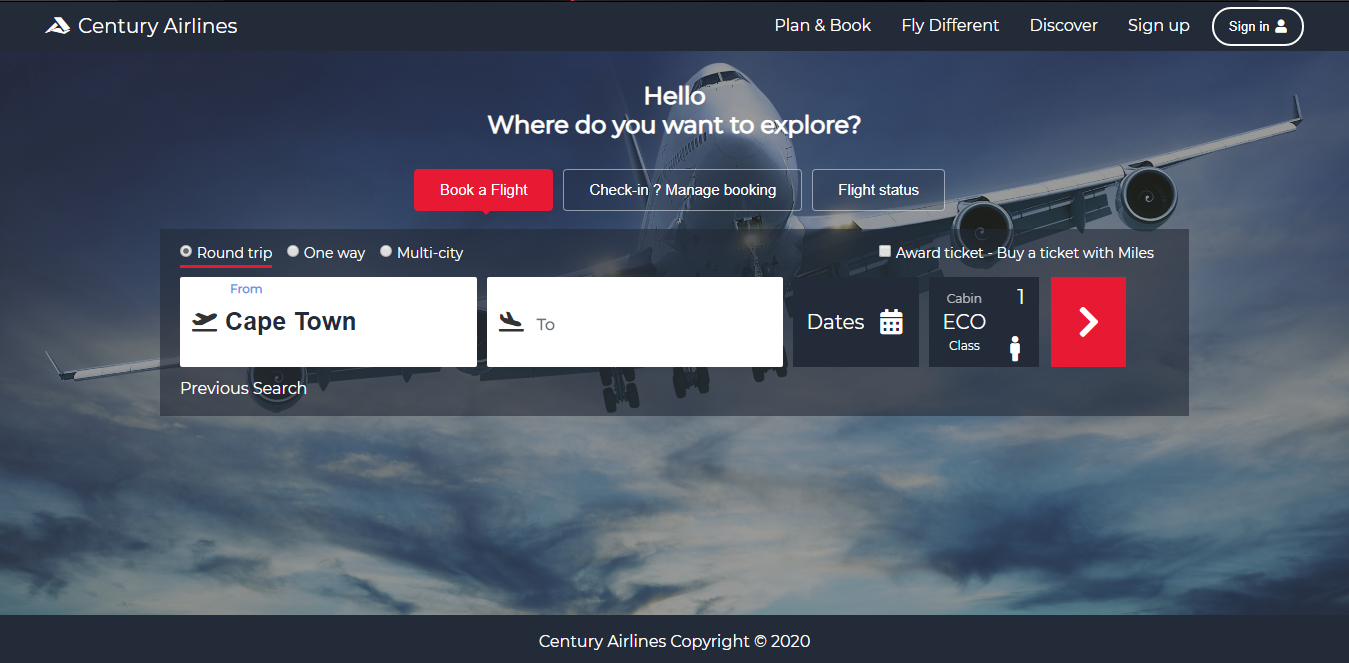 Century Airlines
Plan & Book
Fly Different
Discover
Sign up
Sign in
Hello
Where do you want to explore?
Book a Flight
Check-in ? Manage booking
Flight status
Round trip
One way
Multi-city
Award ticket - Buy a ticket with Miles
From
Cape Town
To
Dates
Cabin
1
ECO
Class
Previous Search
Century Airlines Copyright © 2020